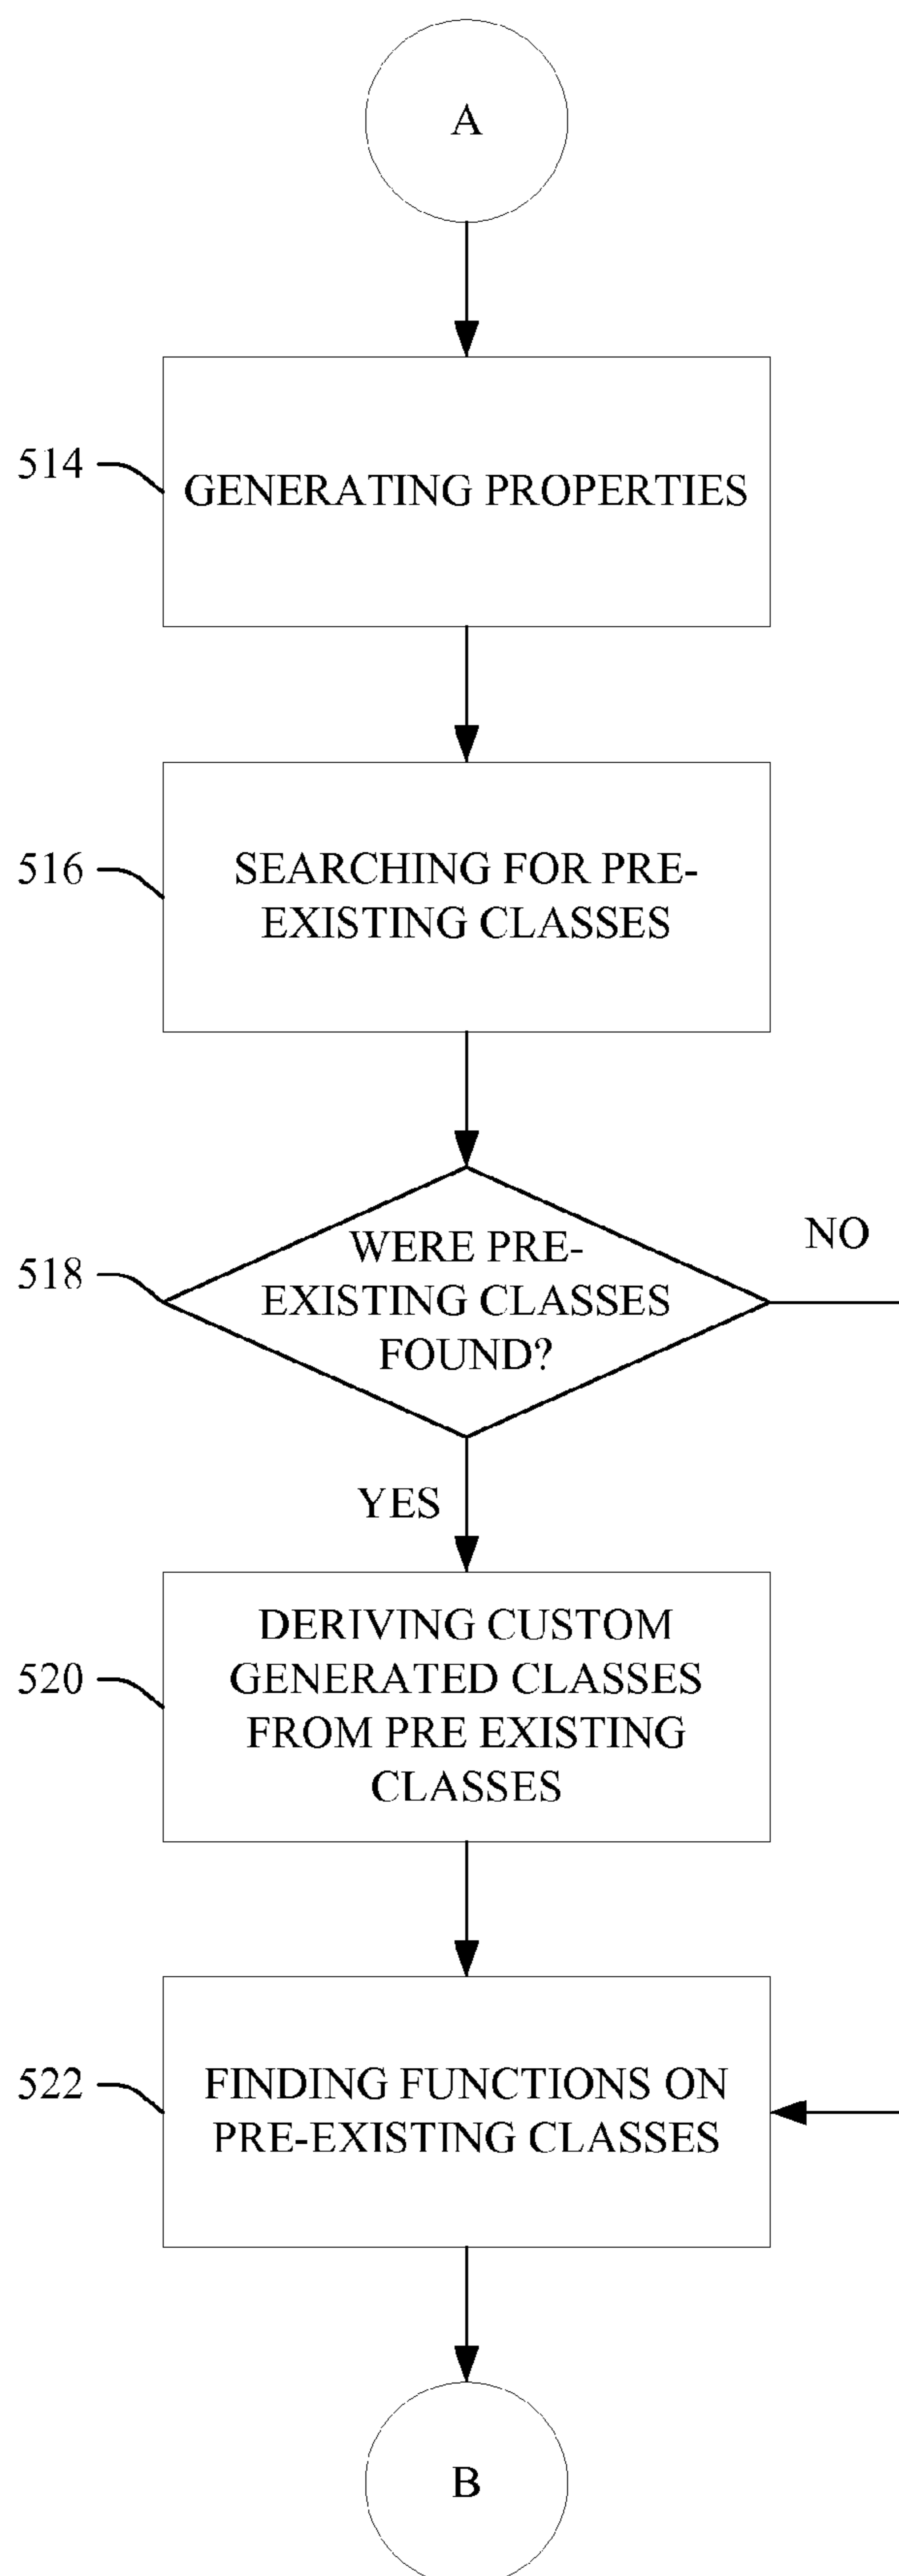 A
514
GENERATING PROPERTIES
516
SEARCHING FOR PRE-
EXISTING CLASSES
518
WERE PRE-
EXISTING CLASSES
FOUND?
NO
YES
520
DERIVING CUSTOM
GENERATED CLASSES
FROM PRE EXISTING
CLASSES
522
FINDING FUNCTIONS ON
PRE-EXISTING CLASSES
B